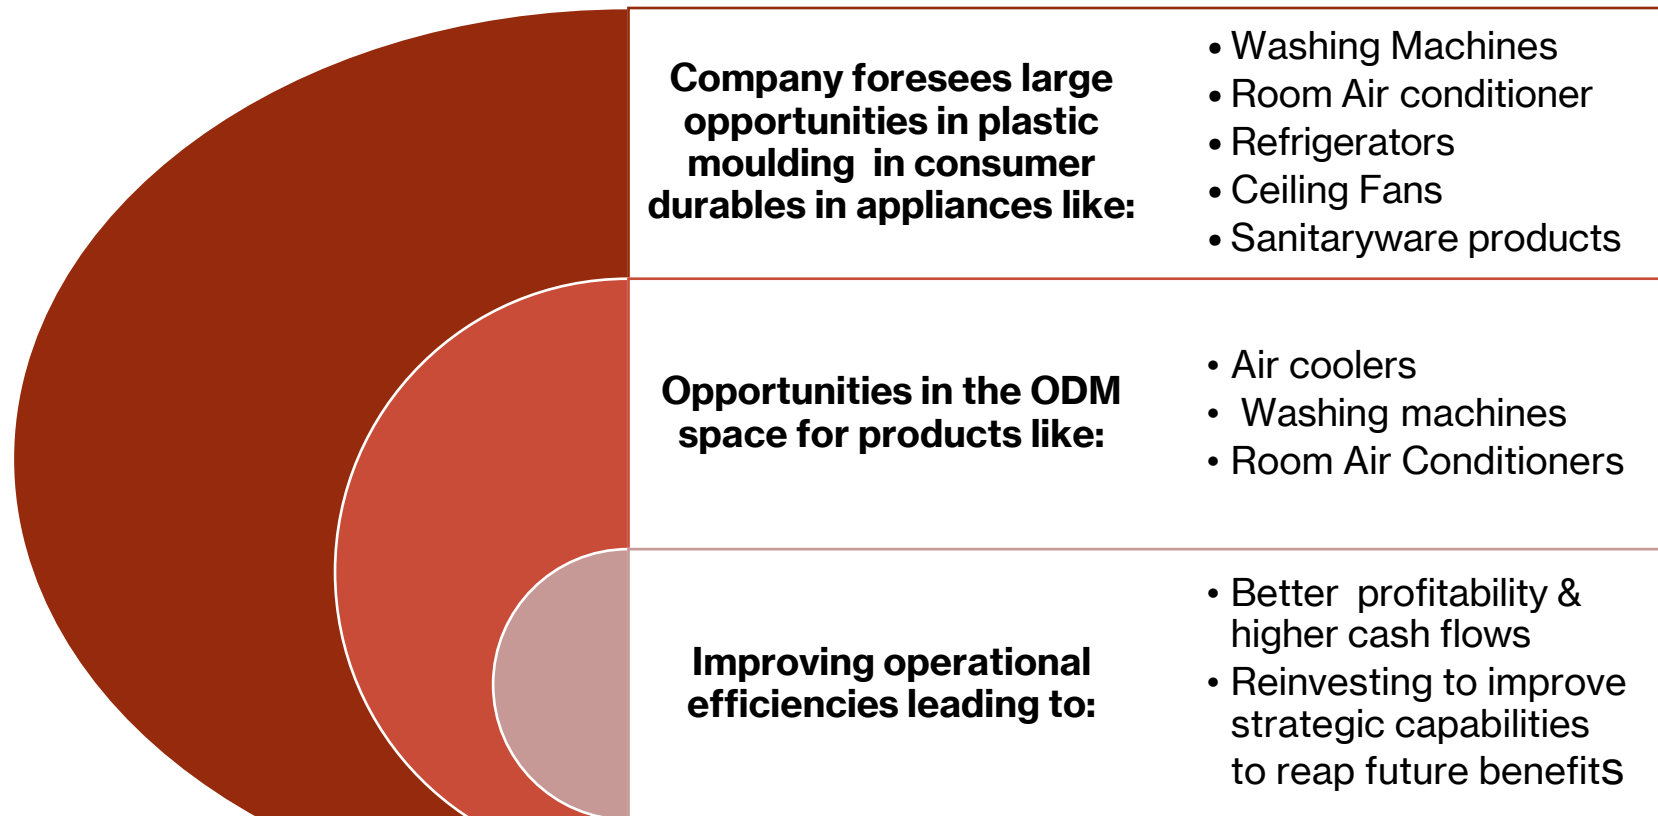 Company foresees large
opportunities in plastic
moulding  in consumer
durables in appliances like:
• Washing Machines
• Room Air conditioner
• Refrigerators
• Ceiling Fans
• Sanitaryware products
Opportunities in the ODM
space for products like:
• Air coolers
•  Washing machines
• Room Air Conditioners
Improving operational
efficiencies leading to:
• Better  profitability &
higher cash flows
• Reinvesting to improve
strategic capabilities
to reap future benefits